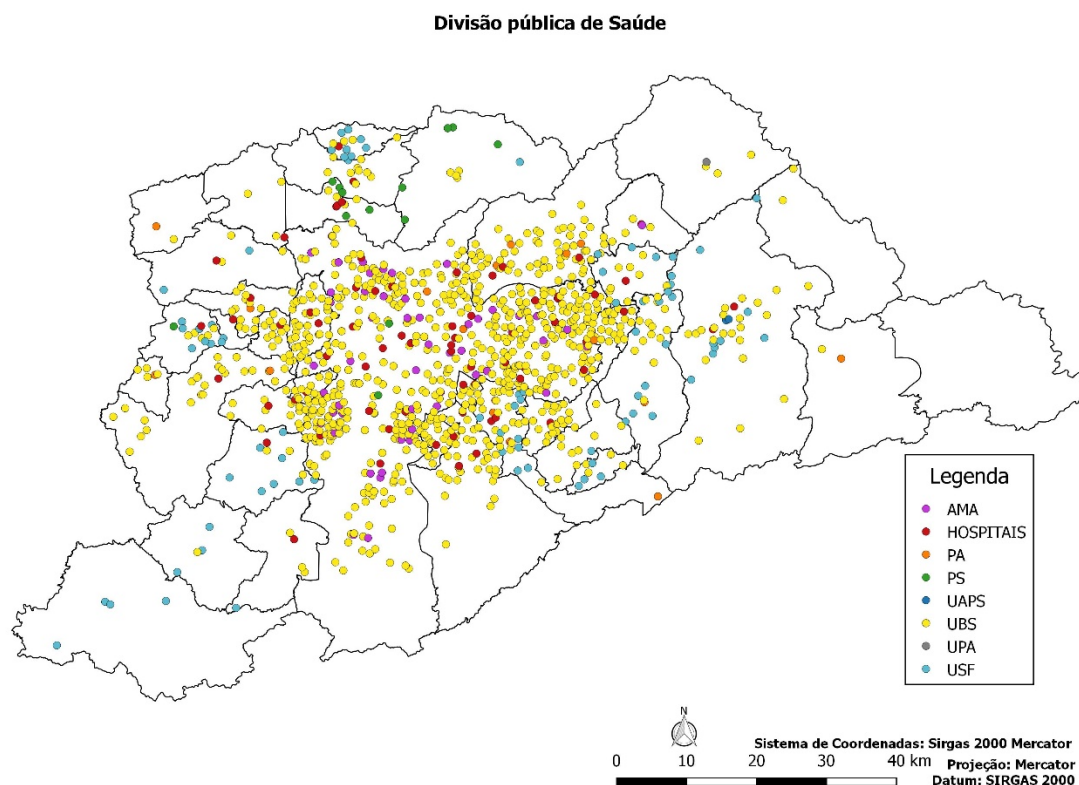 Divisão pública de Saúde
Legenda
AMA
HOSPITAIS
PA
PS
UAPS
UBS
UPA
USF
N
Sistema de Coordenadas: Sirgas 2000 Mercator
0 10 20 30 40 km
Projeção: Mercator
Datum: SIRGAS 2000